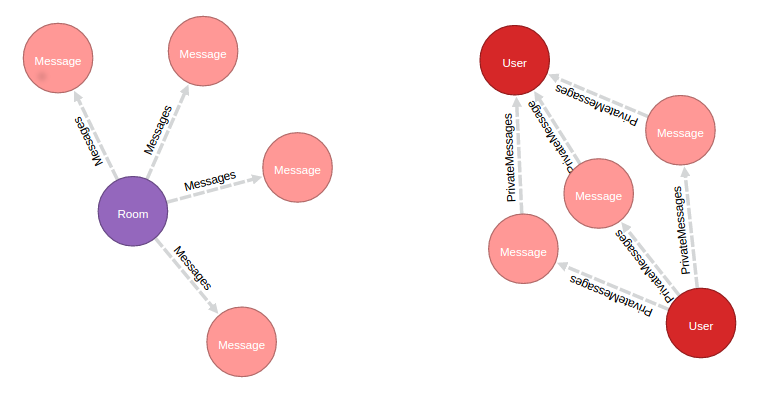 Message
Message
Messages
Messages
Messages
Message
Room
Messages
Message
User
PrivateMessages
PrivateMessage
PrivateMessages
Message
Message
Message
PrivateMessages
PrivateMessages
PrivateMessages
User